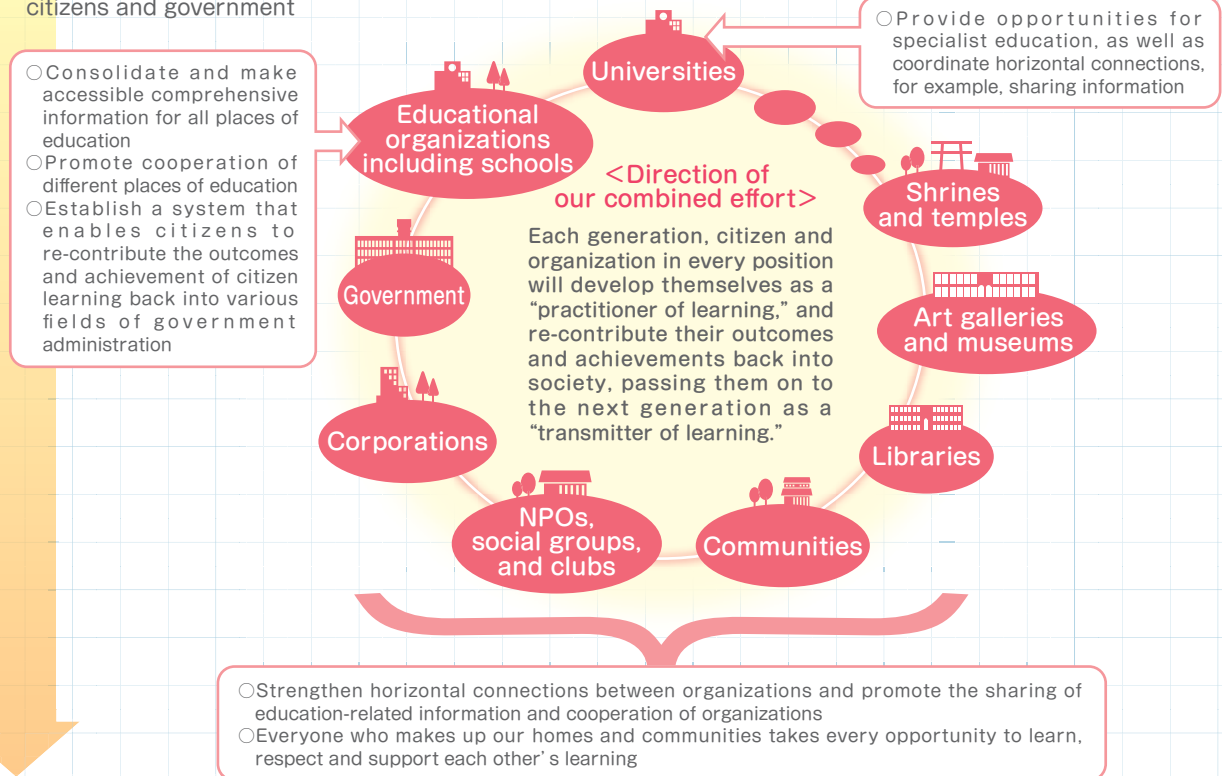 citizens and government
○Consolidate and make
accessible comprehensive
information for all places of
education
○Promote cooperation of
different places of education
○Establish a system that
enables citizens to
re-contribute the outcomes
and achievement of citizen
learning back into various
fields of government
administration
○Provide opportunities for
specialist education, as well as
coordinate horizontal connections,
for example, sharing information
Universities
Educational
organizations
including schools
Shrines
and temples
Government
Art galleries
and museums
Corporations
Libraries
NPOs,
social groups,
and clubs
Communities
<Direction of
our combined effort>
Each generation, citizen and
organization in every position
will develop themselves as a
“practitioner of learning,” and
re-contribute their outcomes
and achievements back into
society, passing them on to
the next generation as a
“transmitter of learning.”
○Strengthen horizontal connections between organizations and promote the sharing of
education-related information and cooperation of organizations
○Everyone who makes up our homes and communities takes every opportunity to learn,
respect and support each other’s learning